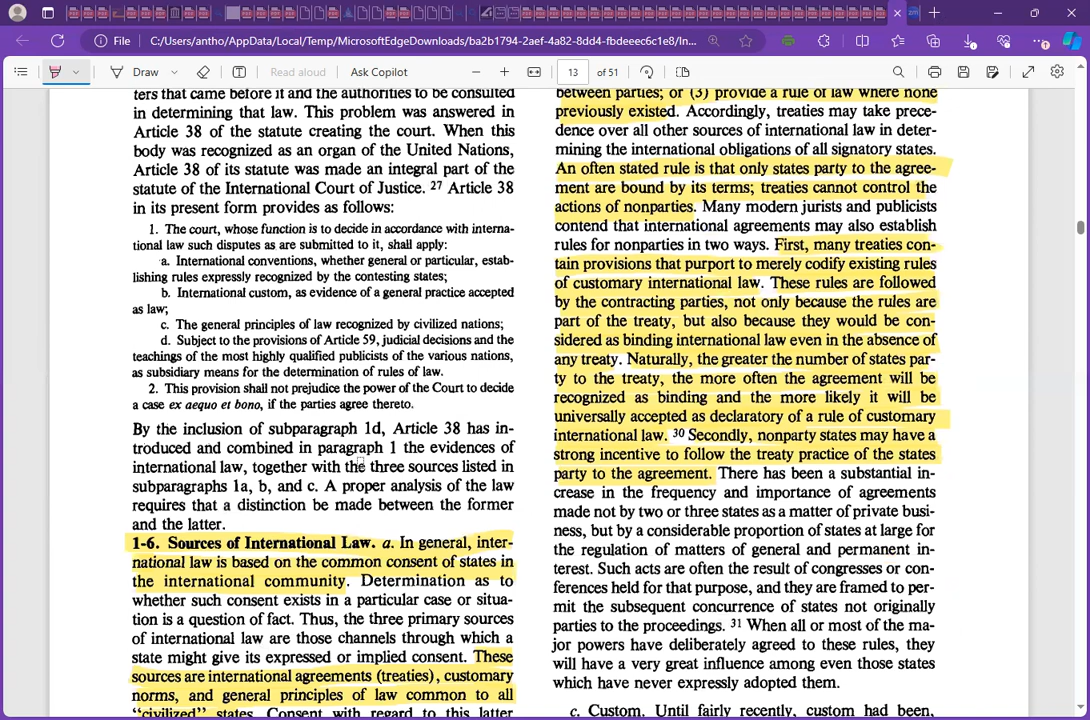 File
C:/Users/antho/AppData/Local/Temp/MicrosoftEdgeDownloads/ba2b1794-2aef-4a82-8dd4-fbdeeec6c1e8/In...
Draw
Read aloud
Ask Copilot
13 of 51
ters that came before it and the authorities to be consulted
in determining that law. This problem was answered in
Article 38 of the statute creating the court. When this
body was recognized as an organ of the United Nations,
Article 38 of its statute was made an integral part of the
statute of the International Court of Justice. 27 Article 38
in its present form provides as follows:
1. The court, whose function is to decide in accordance with interna-
tional law such disputes as are submitted to it, shall apply:
a. International conventions, whether general or particular, estab-
lishing rules expressly recognized by the contesting states;
b. International custom, as evidence of a general practice accepted
as law;
c. The general principles of law recognized by civilized nations;
d. Subject to the provisions of Article 59, judicial decisions and the
teachings of the most highly qualified publicists of the various nations,
as subsidiary means for the determination of rules of law.
2. This provision shall not prejudice the power of the Court to decide
a case ex aequo et bono, if the parties agree thereto.
By the inclusion of subparagraph 1d, Article 38 has in-
troduced and combined in paragraph 1 the evidences of
international law, together with the three sources listed in
subparagraphs 1a, b, and c. A proper analysis of the law
requires that a distinction be made between the former
and the latter.
1-6. Sources of International Law. a. In general, inter-
national law is based on the common consent of states in
the international community. Determination as to
whether such consent exists in a particular case or situa-
tion is a question of fact. Thus, the three primary sources
of international law are those channels through which a
state might give its expressed or implied consent. These
sources are international agreements (treaties), customary
norms, and general principles of law common to all
"civilized" states. Consent with regard to this latter
between parties; or (3) provide a rule of law where none
previously existed. Accordingly, treaties may take prece-
dence over all other sources of international law in deter-
mining the international obligations of all signatory states.
An often stated rule is that only states party to the agree-
ment are bound by its terms; treaties cannot control the
actions of nonparties. Many modern jurists and publicists
contend that international agreements may also establish
rules for nonparties in two ways. First, many treaties con-
tain provisions that purport to merely codify existing rules
of customary international law. These rules are followed
by the contracting parties, not only because the rules are
part of the treaty, but also because they would be con-
sidered as binding international law even in the absence of
any treaty. Naturally, the greater the number of states par-
ty to the treaty, the more often the agreement will be
recognized as binding and the more likely it will be
universally accepted as declaratory of a rule of customary
international law. 30 Secondly, nonparty states may have a
strong incentive to follow the treaty practice of the states
party to the agreement. There has been a substantial in-
crease in the frequency and importance of agreements
made not by two or three states as a matter of private busi-
ness, but by a considerable proportion of states at large for
the regulation of matters of general and permanent in-
terest. Such acts are often the result of congresses or con-
ferences held for that purpose, and they are framed to per-
mit the subsequent concurrence of states not originally
parties to the proceedings. 31 When all or most of the ma-
jor powers have deliberately agreed to these rules, they
will have a very great influence among even those states
which have never expressly adopted them.
c. Custom. Until fairly recently, custom had been,